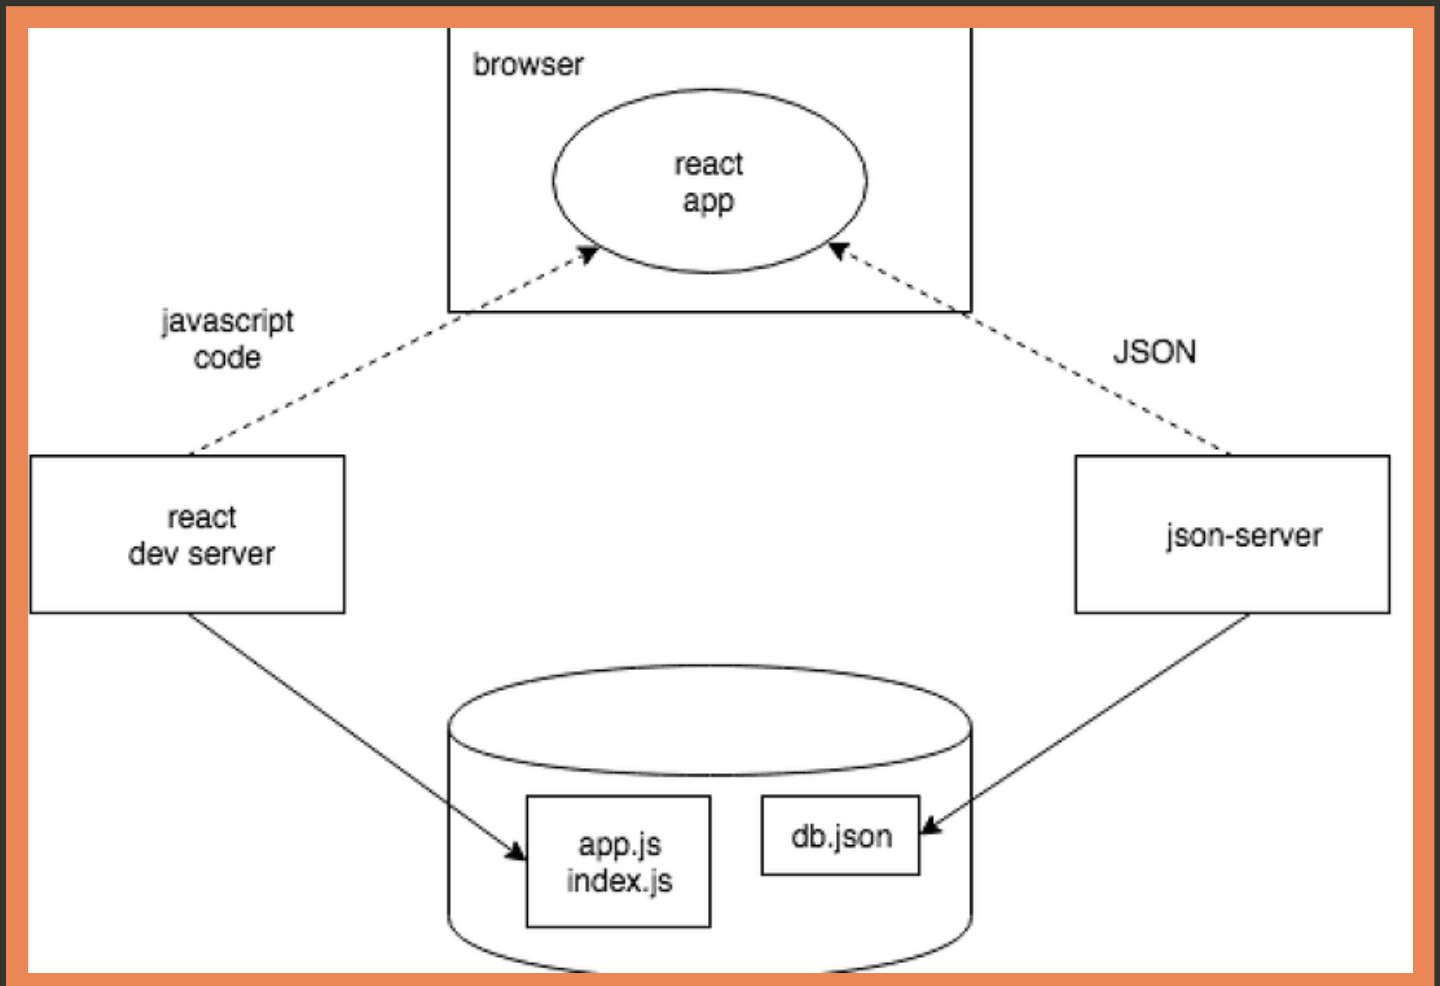 browser
react
app
javascript
code
JSON
react
dev server
json-server
app.js
index.js
db.json